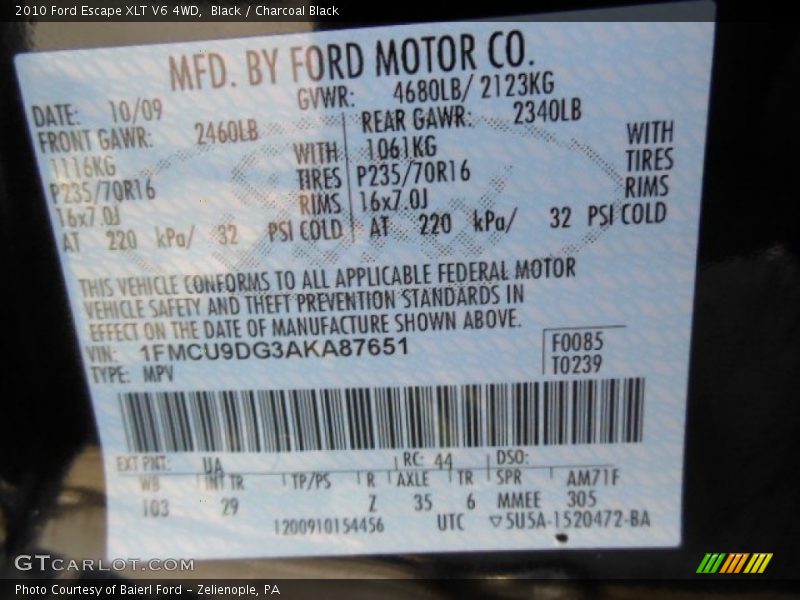 2010 Ford Escape XLT V6 4WD,  Black / Charcoal Black
MFD. BY FORD MOTOR CO.
DATE: 10/09 GVWR: 4680LB/ 2123KG
FRONT GAWR: 2460LB REAR GAWR: 2340LB
1116KG WITH 1061KG WITH
P235/70R16 TIRES P235/70R16 TIRES
16x7.0J RIMS 16x7.0J RIMS
AT 220 kPa/ 32 PSI COLD AT 220 kPa/ 32 PSI COLD
THIS VEHICLE CONFORMS TO ALL APPLICABLE FEDERAL MOTOR
VEHICLE SAFETY AND THEFT PREVENTION STANDARDS IN
EFFECT ON THE DATE OF MANUFACTURE SHOWN ABOVE.
VIN: 1FMCU9DG3AKA87651 F0085
TYPE: MPV T0239
EXT PNT: UA RC: 44 DSO:
WB INT TR TP/PS R AXLE TR SPR AM71F
103 29 Z 35 6 MMEE 305
1200910154456 UTC ▽5U5A-1520472-BA
GTCARLOT.COM
Photo Courtesy of Baierl Ford – Zelienople, PA